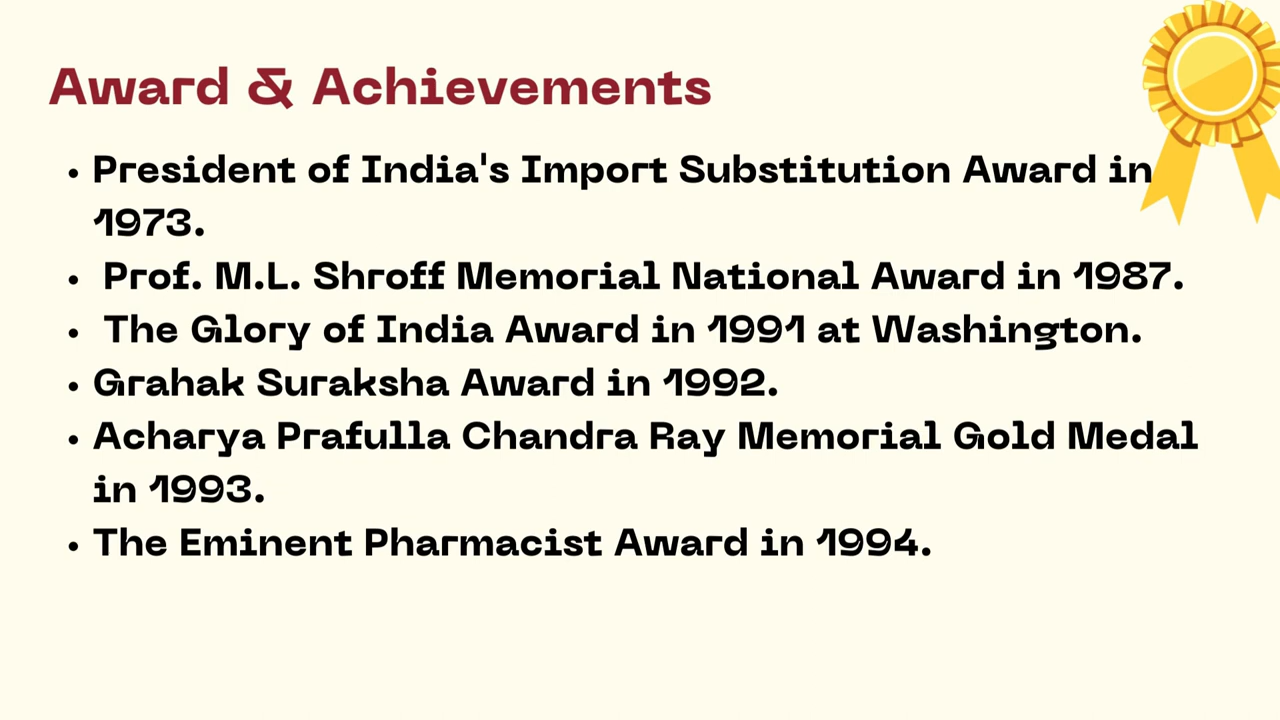 Award & Achievements
• President of India's Import Substitution Award in
1973.
• Prof. M.L. Shroff Memorial National Award in 1987.
• The Glory of India Award in 1991 at Washington.
• Grahak Suraksha Award in 1992.
• Acharya Prafulla Chandra Ray Memorial Gold Medal
in 1993.
• The Eminent Pharmacist Award in 1994.